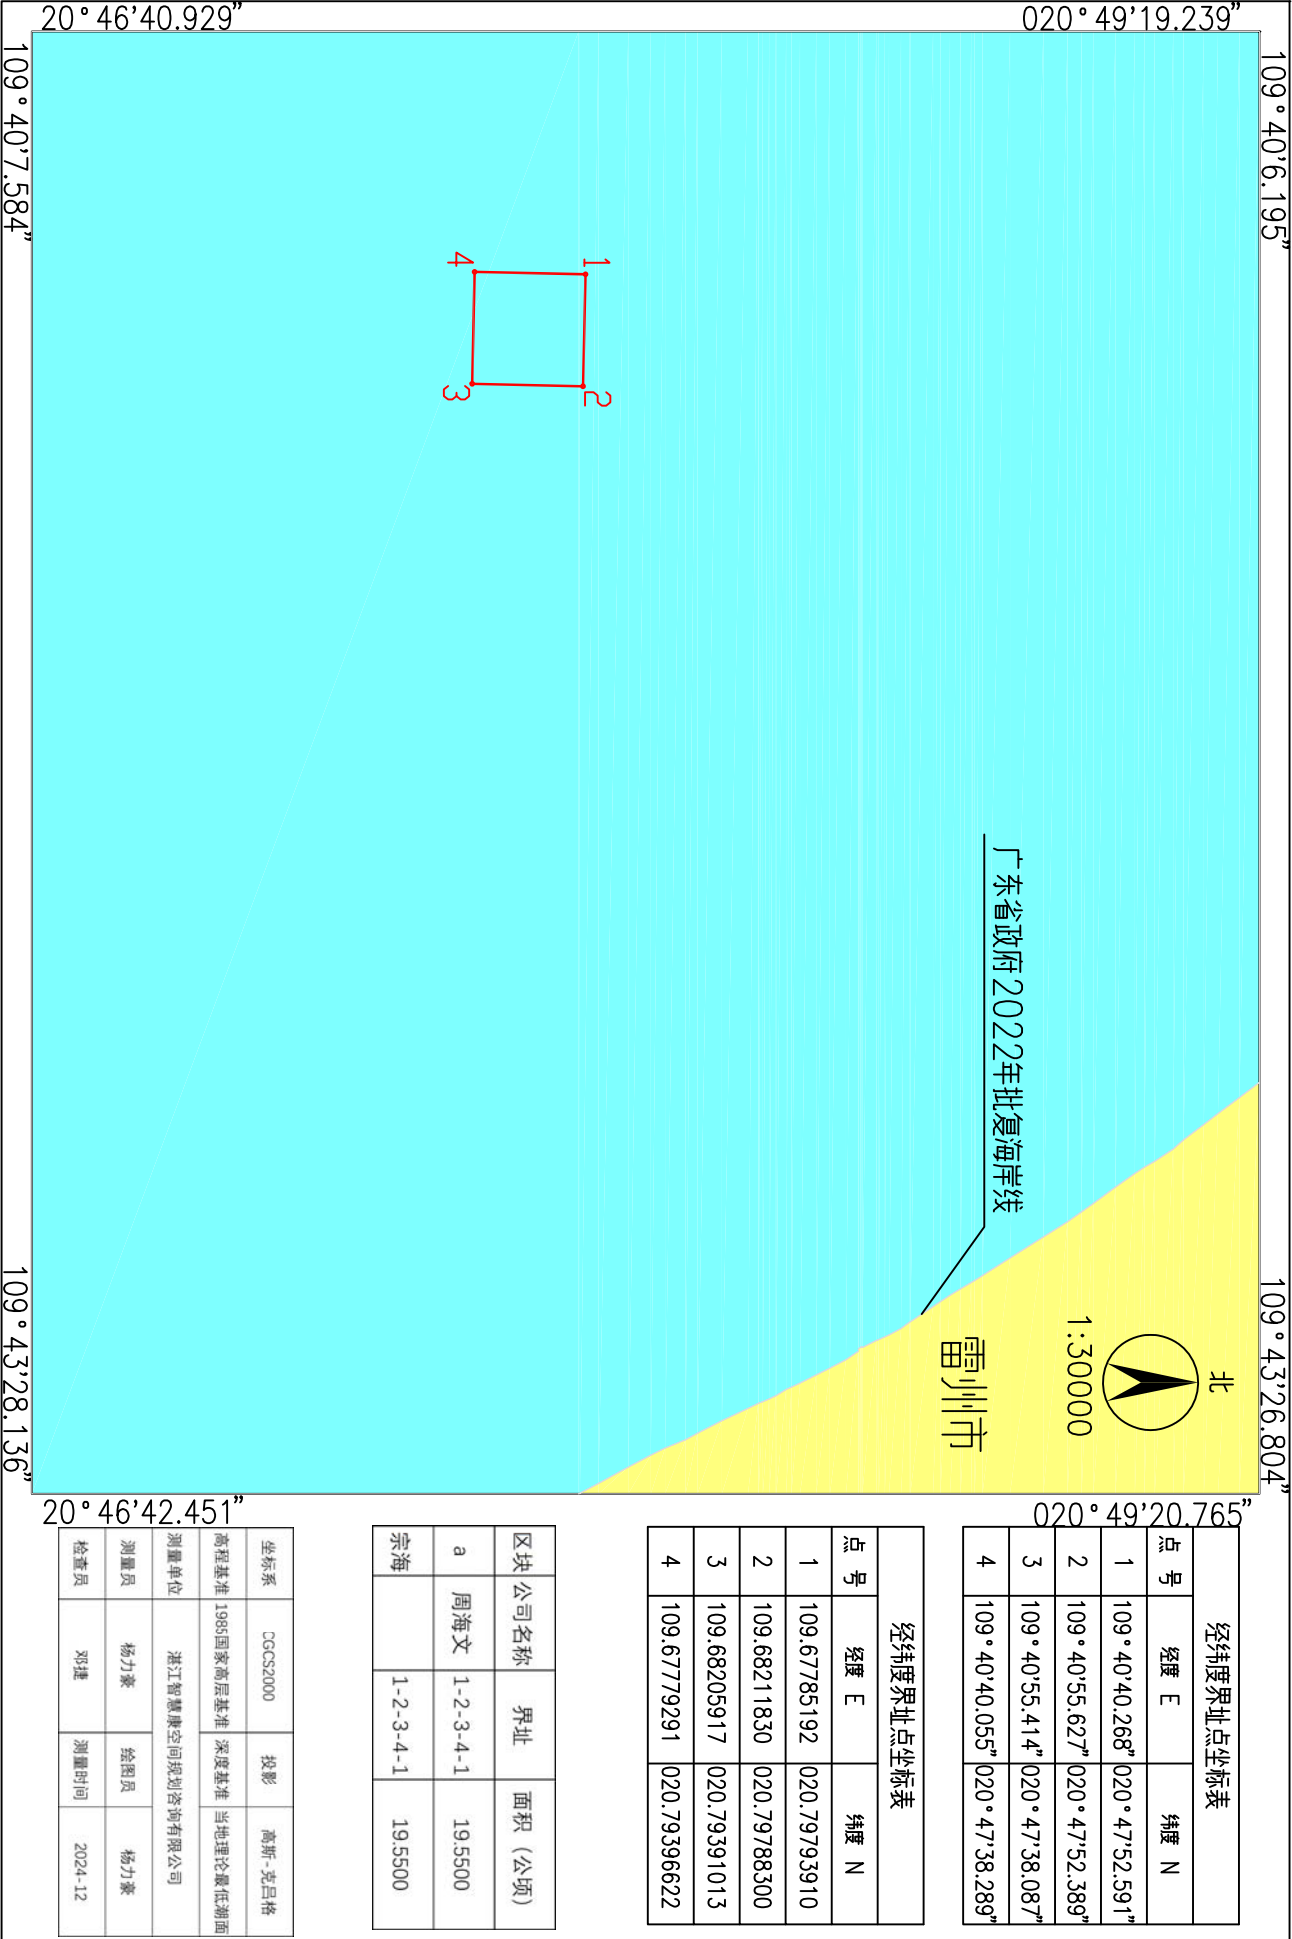 109°40'6.195"
109°43'26.804"
020°49'19.239"
020°49'20.765"
北
1:30000
雷州市
广东省政府2022年批复海岸线
1
2
4
3
20°46'40.929"
20°46'42.451"
109°40'7.584"
109°43'28.136"
经纬度界址点坐标表
点号 经度 E 纬度 N
1 109°40'40.268" 020°47'52.591"
2 109°40'55.627" 020°47'52.389"
3 109°40'55.414" 020°47'38.087"
4 109°40'40.055" 020°47'38.289"
经纬度界址点坐标表
点号 经度 E 纬度 N
1 109.67785192 020.79793910
2 109.68211830 020.79788300
3 109.68205917 020.79391013
4 109.67779291 020.79396622
区块 公司名称 界址 面积（公顷）
a 周海文 1-2-3-4-1 19.5500
宗海 1-2-3-4-1 19.5500
坐标系 CGCS2000 投影 高斯-克吕格
高程基准 1985国家高层基准 深度基准 当地理论最低潮面
测量单位 湛江智慧康空间规划咨询有限公司
测量员 杨力豪 绘图员 杨力豪
检查员 邓捷 测量时间 2024-12